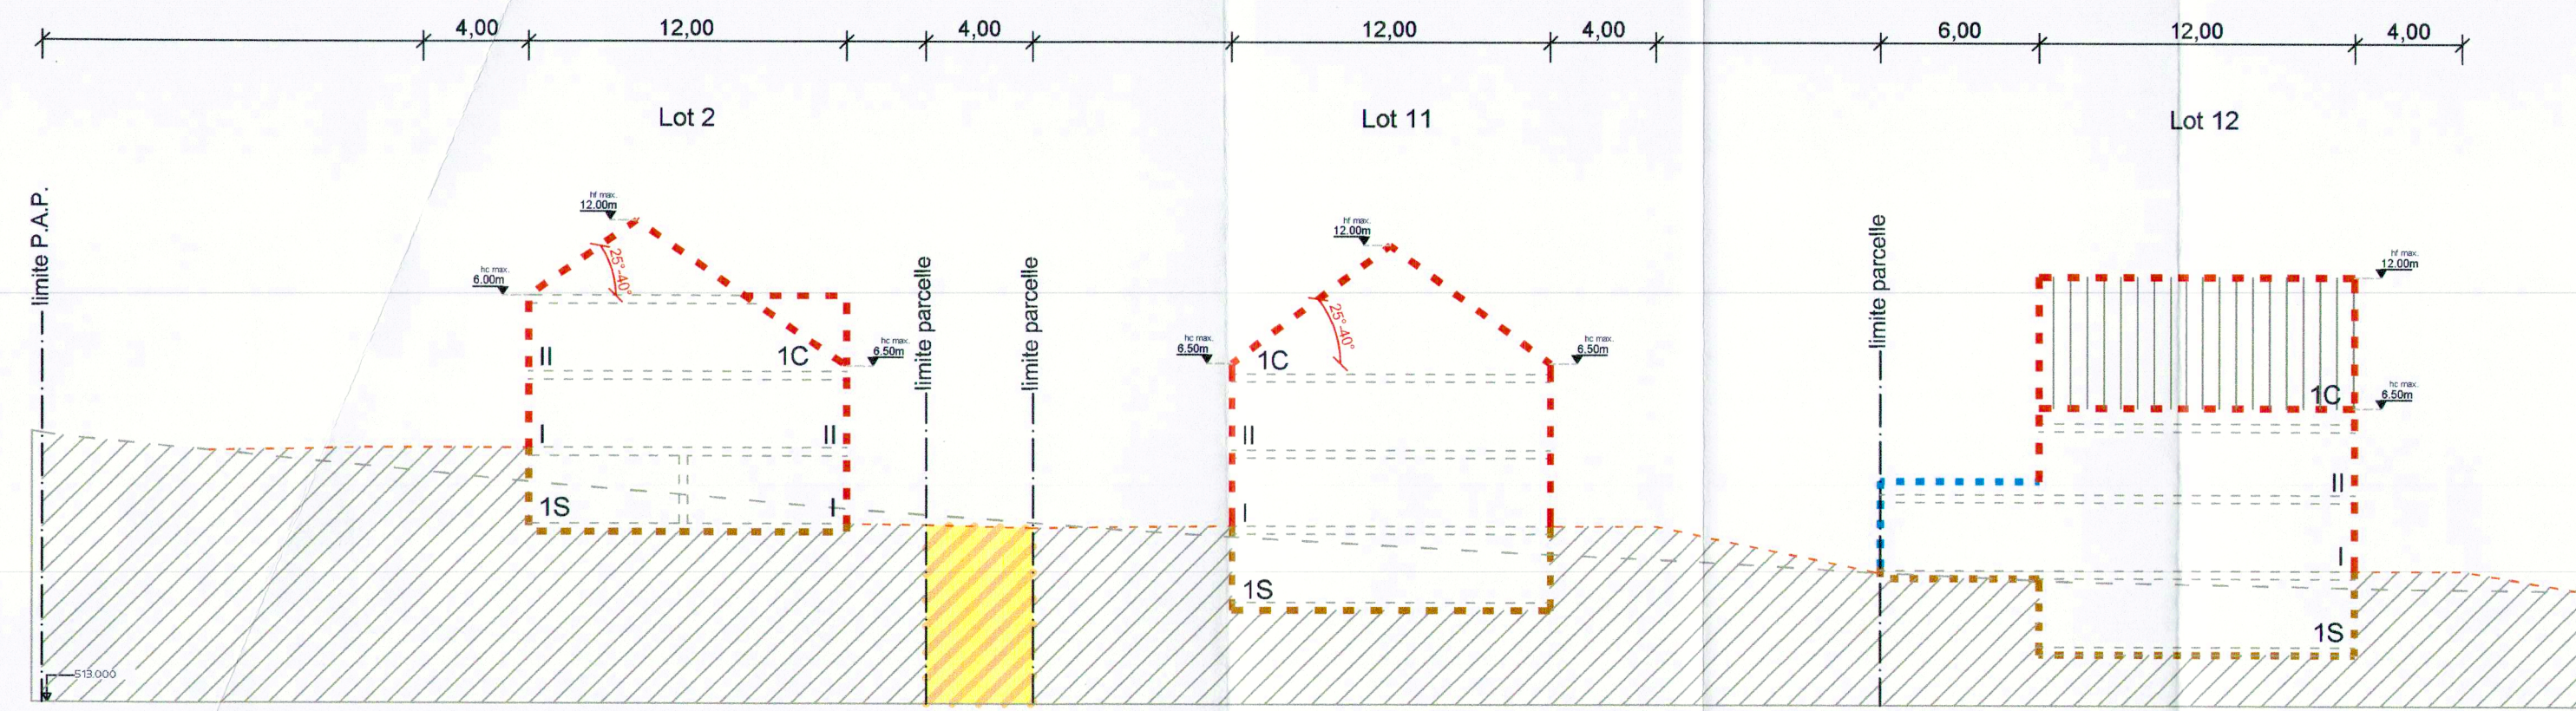 4,00 12,00 4,00 12,00 4,00 6,00 12,00 4,00
Lot 2
Lot 11
Lot 12
limite P.A.P.
hf max.
12.00m
25°-40°
hc max.
6.00m
II
1C
hc max.
6.50m
I
II
1S
I
limite parcelle
limite parcelle
hf max.
12.00m
25°-40°
hc max.
6.50m
1C
hc max.
6.50m
II
I
1S
limite parcelle
hf max.
12.00m
1C
hc max.
6.50m
II
I
1S
513.000